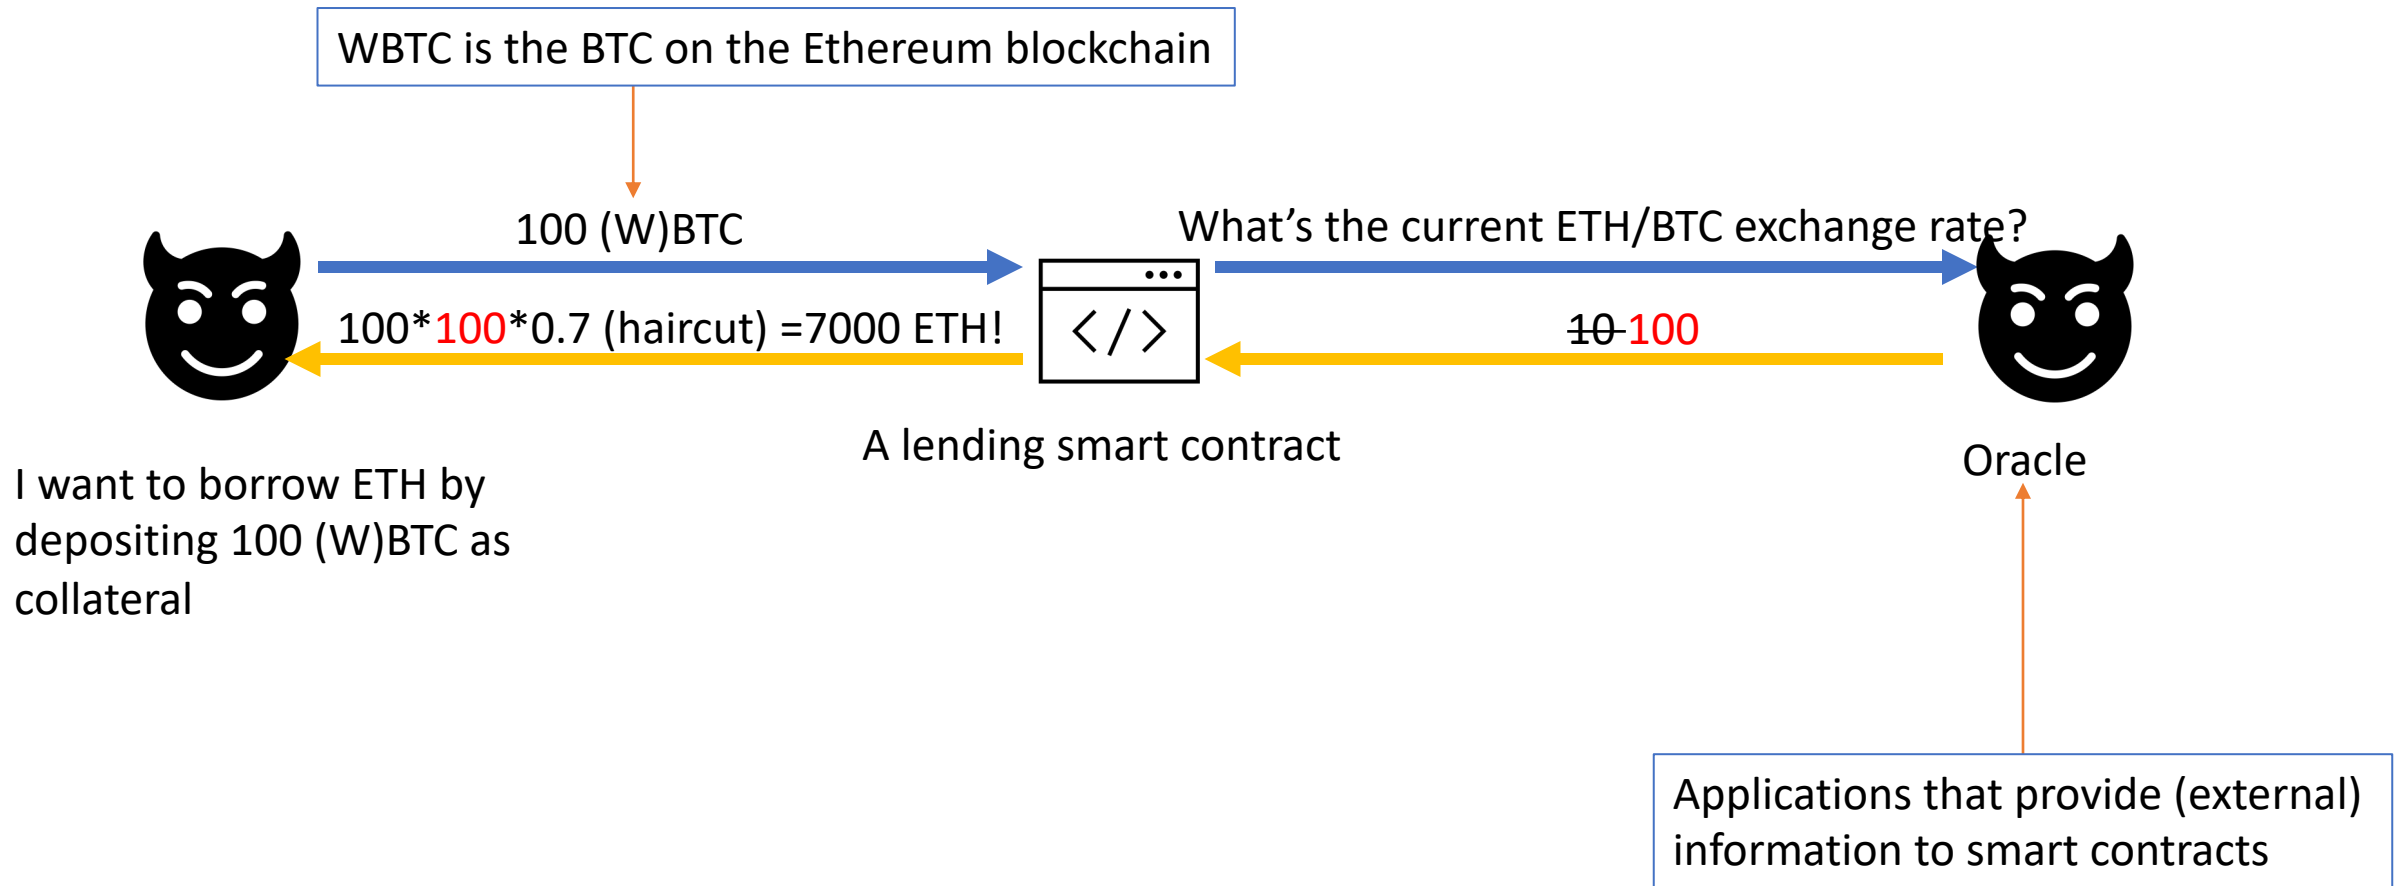 WBTC is the BTC on the Ethereum blockchain
100 (W)BTC
What's the current ETH/BTC exchange rate?
100*100*0.7 (haircut) =7000 ETH!
</>
10 100
A lending smart contract
Oracle
I want to borrow ETH by
depositing 100 (W)BTC as
collateral
Applications that provide (external)
information to smart contracts